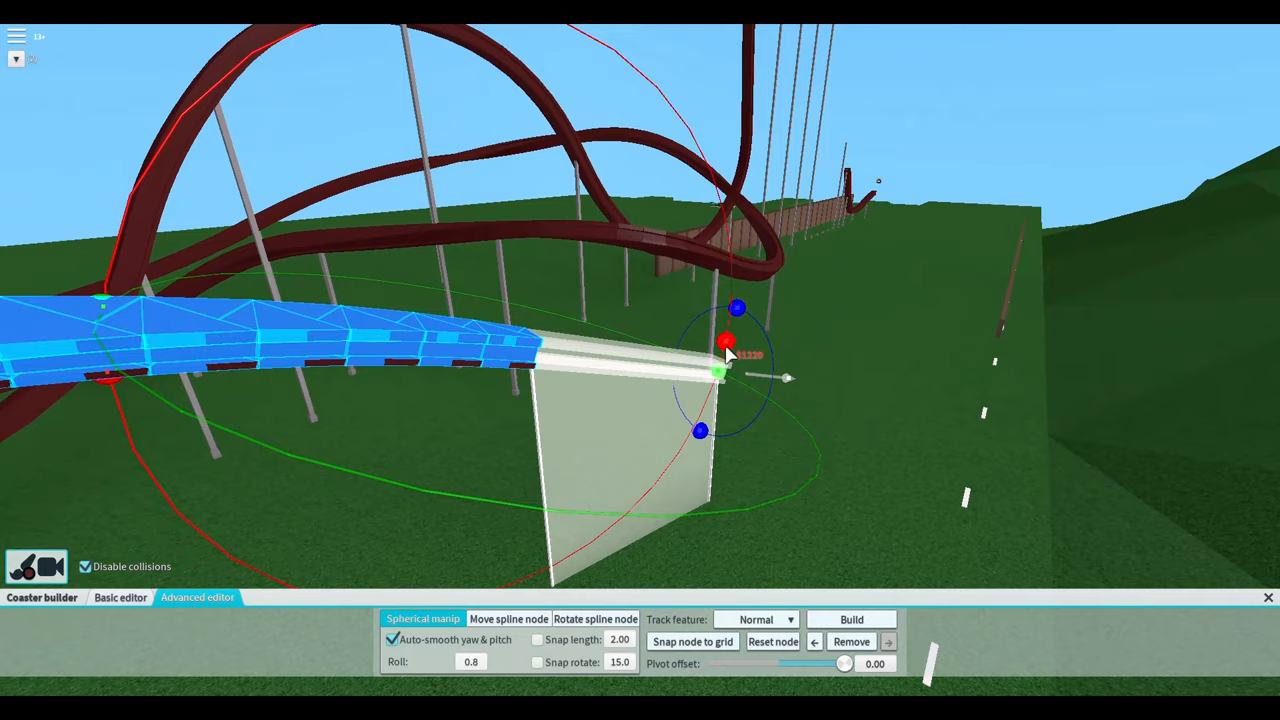 13+
$1320
Disable collisions
Coaster builder Basic editor Advanced editor
Spherical manip Move spline node Rotate spline node Track feature: Normal Build
Auto-smooth yaw & pitch Snap length: 2.00 Snap node to grid Reset node Remove
Roll: 0.8 Snap rotate: 15.0 Pivot offset: 0.00